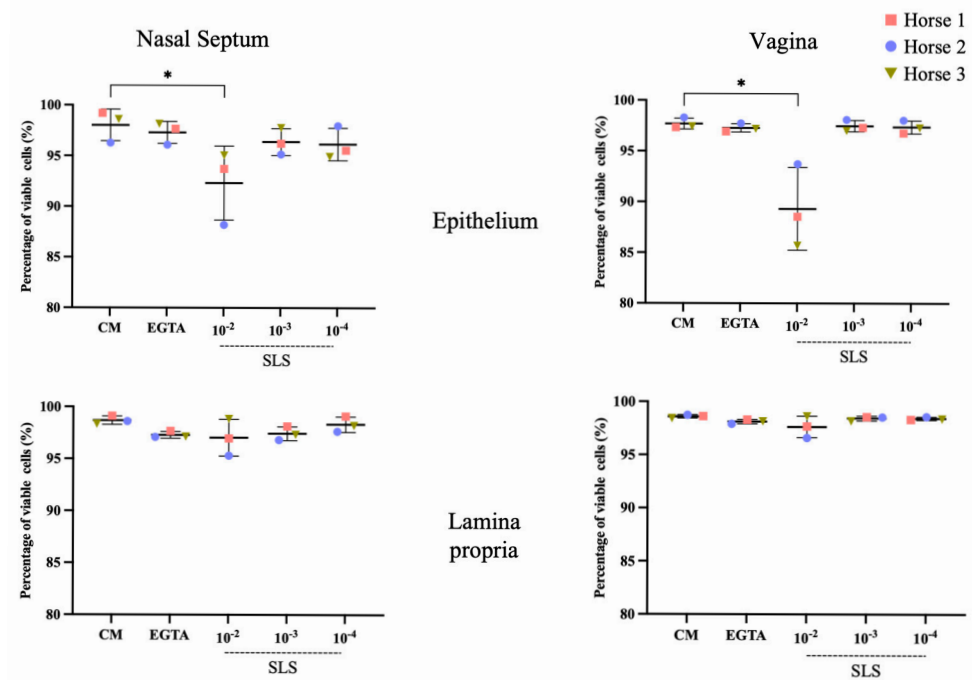 Nasal Septum
Vagina
Horse 1
Horse 2
Horse 3
*
*
Percentage of viable cells (%)
100
95
90
85
80
CM EGTA 10-2 10-3 10-4
SLS
Epithelium
Percentage of viable cells (%)
100
95
90
85
80
CM EGTA 10-2 10-3 10-4
SLS
Percentage of viable cells (%)
100
95
90
85
80
CM EGTA 10-2 10-3 10-4
SLS
Lamina
propria
Percentage of viable cells (%)
100
95
90
85
80
CM EGTA 10-2 10-3 10-4
SLS